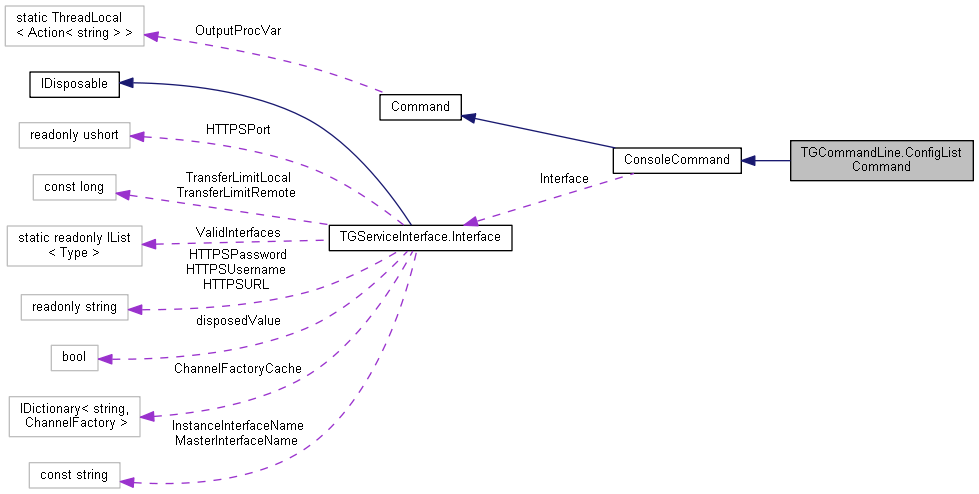 static ThreadLocal
< Action< string > >
OutputProcVar
IDisposable
Command
readonly ushort
HTTPSPort
ConsoleCommand
TGCommandLine.ConfigList
Command
const long
TransferLimitLocal
TransferLimitRemote
Interface
static readonly IList
< Type >
ValidInterfaces
TGServiceInterface.Interface
HTTPSPassword
HTTPSUsername
HTTPSURL
readonly string
disposedValue
bool
ChannelFactoryCache
IDictionary< string,
ChannelFactory >
InstanceInterfaceName
MasterInterfaceName
const string